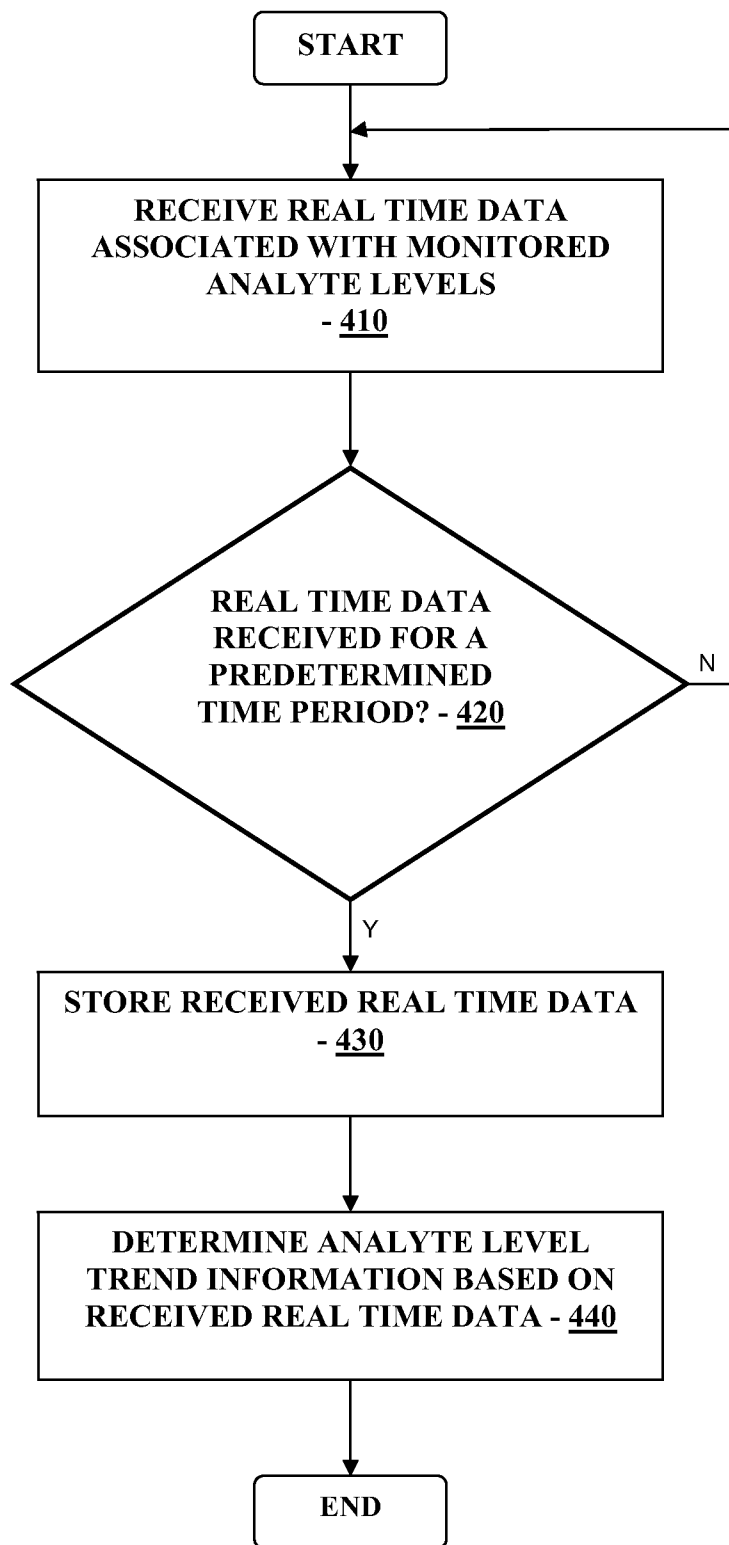 START
RECEIVE REAL TIME DATA
ASSOCIATED WITH MONITORED
ANALYTE LEVELS
- 410
REAL TIME DATA
RECEIVED FOR A
PREDETERMINED
TIME PERIOD? - 420
N
Y
STORE RECEIVED REAL TIME DATA
- 430
DETERMINE ANALYTE LEVEL
TREND INFORMATION BASED ON
RECEIVED REAL TIME DATA - 440
END